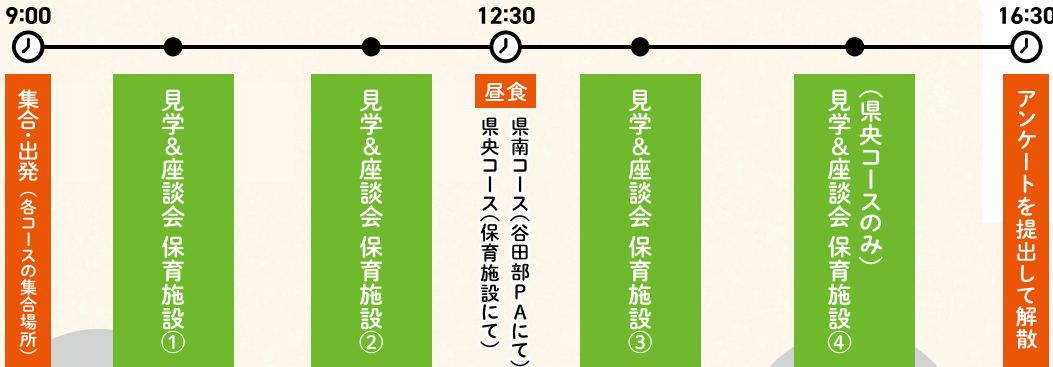 9:00
12:30
16:30
集合・出発（各コースの集合場所）
見学&座談会 保育施設①
見学&座談会 保育施設②
昼食
県南コース（谷田部PAにて）
県央コース（保育施設にて）
見学&座談会 保育施設③
（県央コースのみ）
見学&座談会 保育施設④
アンケートを提出して解散